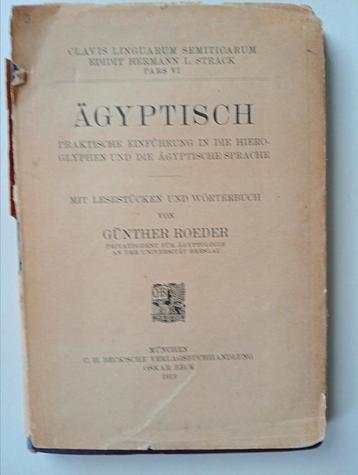 CLAVIS LINGUARUM SEMITICARUM
EDIDIT HERMANN L. STRACK
PARS VI
ÄGYPTISCH
PRAKTISCHE EINFÜHRUNG IN DIE HIERO-
GLYPHEN UND DIE ÄGYPTISCHE SPRACHE
MIT LESESTÜCKEN UND WÖRTERBUCH
VON
GÜNTHER ROEDER
PRIVATDOZENT FÜR ÄGYPTOLOGIE
AN DER UNIVERSITÄT BRESLAU
MÜNCHEN
C. H. BECK'SCHE VERLAGSBUCHHANDLUNG
OSKAR BECK
1913